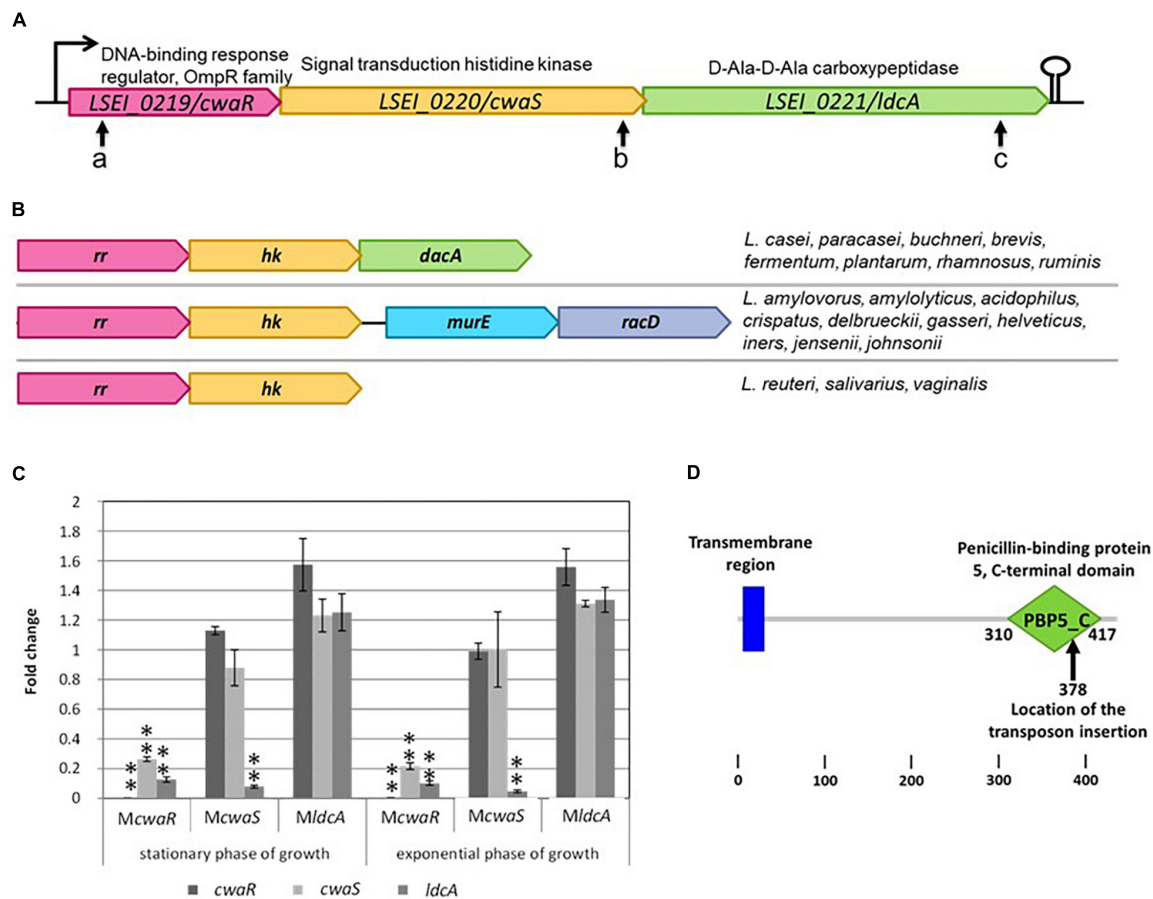 A
DNA-binding response
regulator, OmpR family
Signal transduction histidine kinase
D-Ala-D-Ala carboxypeptidase
LSEI_0219/cwaR
LSEI_0220/cwaS
LSEI_0221/ldcA
a
b
c
B
rr
hk
dacA
L. casei, paracasei, buchneri, brevis,
fermentum, plantarum, rhamnosus, ruminis
rr
hk
murE
racD
L. amylovorus, amylolyticus, acidophilus,
crispatus, delbrueckii, gasseri, helveticus,
iners, jensenii, johnsonii
rr
hk
L. reuteri, salivarius, vaginalis
C
Fold change
2
1.8
1.6
1.4
1.2
1
0.8
0.6
0.4
0.2
0
** ** ** ** ** ** ** **
McwaR
McwaS
MldcA
McwaR
McwaS
MldcA
stationary phase of growth
exponential phase of growth
cwaR
cwaS
ldcA
D
Transmembrane
region
Penicillin-binding protein
5, C-terminal domain
PBP5_C
310
417
378
Location of the
transposon insertion
0
100
200
300
400